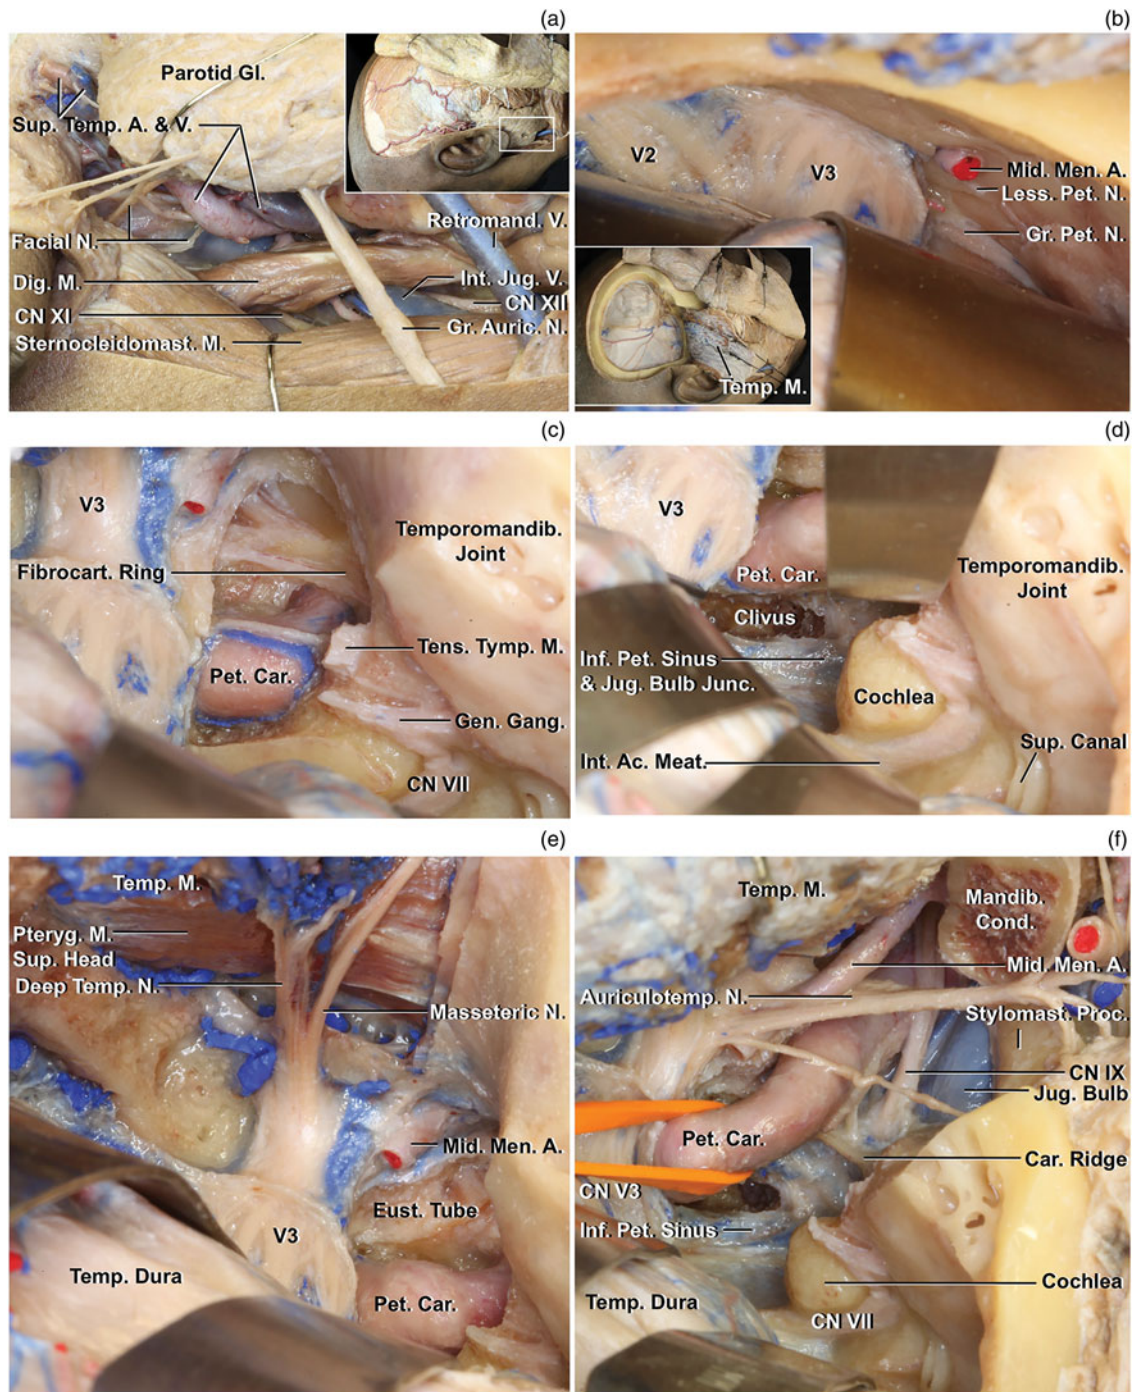 (a)
Parotid Gl.
Sup. Temp. A. & V.
Facial N.
Retromand. V.
Dig. M.
Int. Jug. V.
CN XI
CN XII
Gr. Auric. N.
Sternocleidomast. M.
(b)
V2
V3
Mid. Men. A.
Less. Pet. N.
Gr. Pet. N.
Temp. M.
(c)
V3
Temporomandib.
Joint
Fibrocart. Ring
Tens. Tymp. M.
Pet. Car.
Gen. Gang.
CN VII
(d)
V3
Pet. Car.
Temporomandib.
Joint
Clivus
Inf. Pet. Sinus
& Jug. Bulb Junc.
Cochlea
Sup. Canal
Int. Ac. Meat.
(e)
Temp. M.
Pteryg. M.
Sup. Head
Deep Temp. N.
Masseteric N.
Mid. Men. A.
Eust. Tube
V3
Temp. Dura
Pet. Car.
(f)
Temp. M.
Mandib.
Cond.
Mid. Men. A.
Auriculotemp. N.
Stylomast. Proc.
CN IX
Jug. Bulb
Pet. Car.
Car. Ridge
CN V3
Inf. Pet. Sinus
Cochlea
Temp. Dura
CN VII